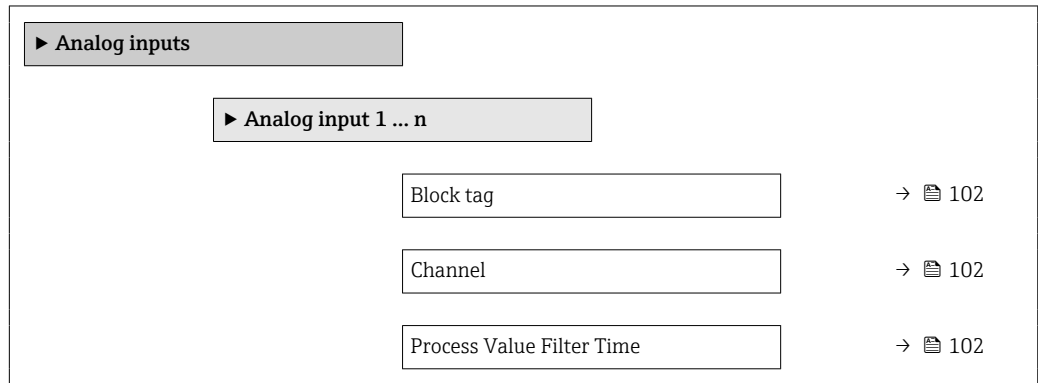 ▶ Analog inputs
▶ Analog input 1 … n
Block tag → 102
Channel → 102
Process Value Filter Time → 102